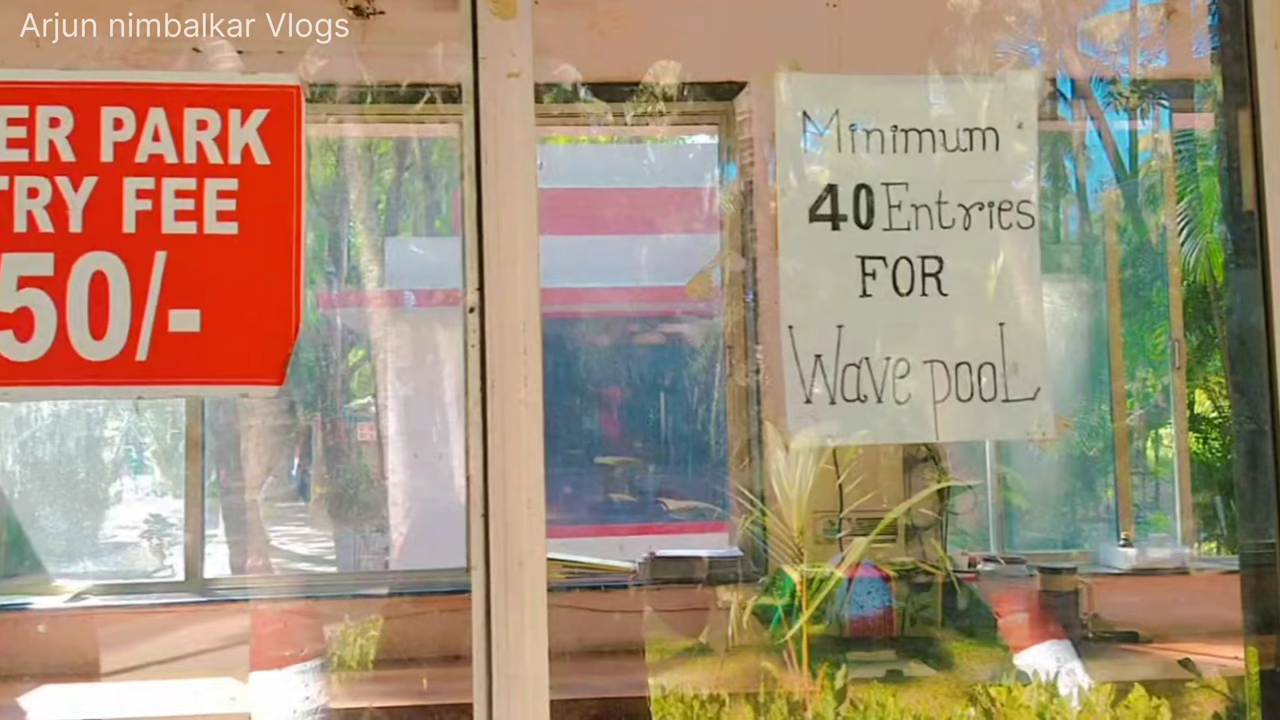 Arjun nimbalkar Vlogs
ER PARK
TRY FEE
50/-
Minimum
40 Entries
FOR
Wave pooL